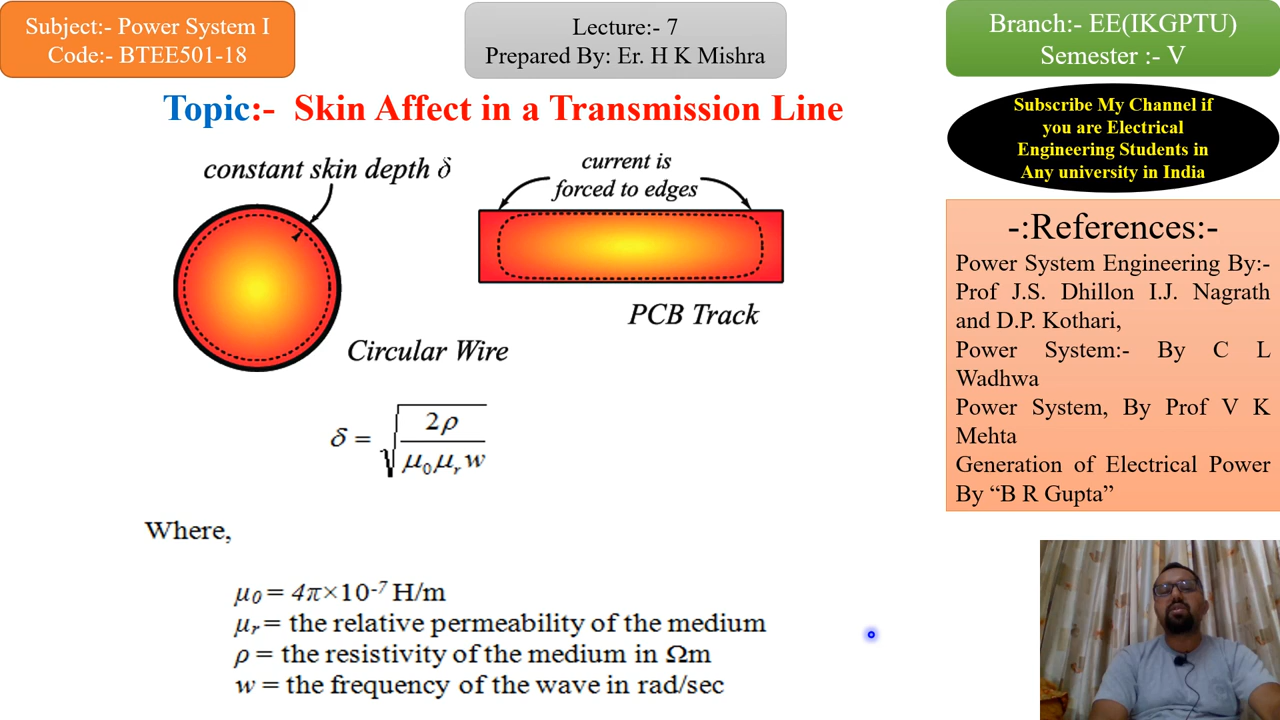 Subject:- Power System I
Code:- BTEE501-18
Lecture:- 7
Prepared By: Er. H K Mishra
Branch:- EE(IKGPTU)
Semester :- V
Topic:- Skin Affect in a Transmission Line
Subscribe My Channel if
you are Electrical
Engineering Students in
Any university in India
constant skin depth δ
current is
forced to edges
PCB Track
Circular Wire
δ = √(2ρ / μ₀μᵣw)
Where,
μ₀ = 4π×10⁻⁷ H/m
μᵣ = the relative permeability of the medium
ρ = the resistivity of the medium in Ωm
w = the frequency of the wave in rad/sec
-:References:-
Power System Engineering By:-
Prof J.S. Dhillon I.J. Nagrath
and D.P. Kothari,
Power System:- By C L
Wadhwa
Power System, By Prof V K
Mehta
Generation of Electrical Power
By “B R Gupta”